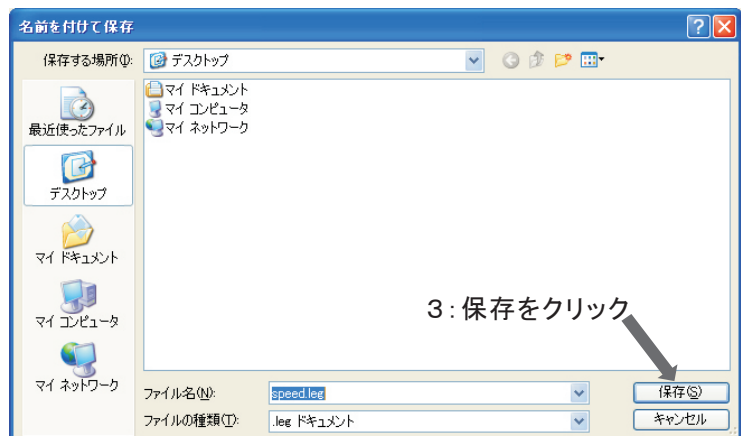 名前を付けて保存
保存する場所(I):
デスクトップ
最近使ったファイル
デスクトップ
マイ ドキュメント
マイ コンピュータ
マイ ネットワーク
マイ ドキュメント
マイ コンピュータ
マイ ネットワーク
3:保存をクリック
ファイル名(N):
speed.leg
保存(S)
ファイルの種類(T):
.leg ドキュメント
キャンセル